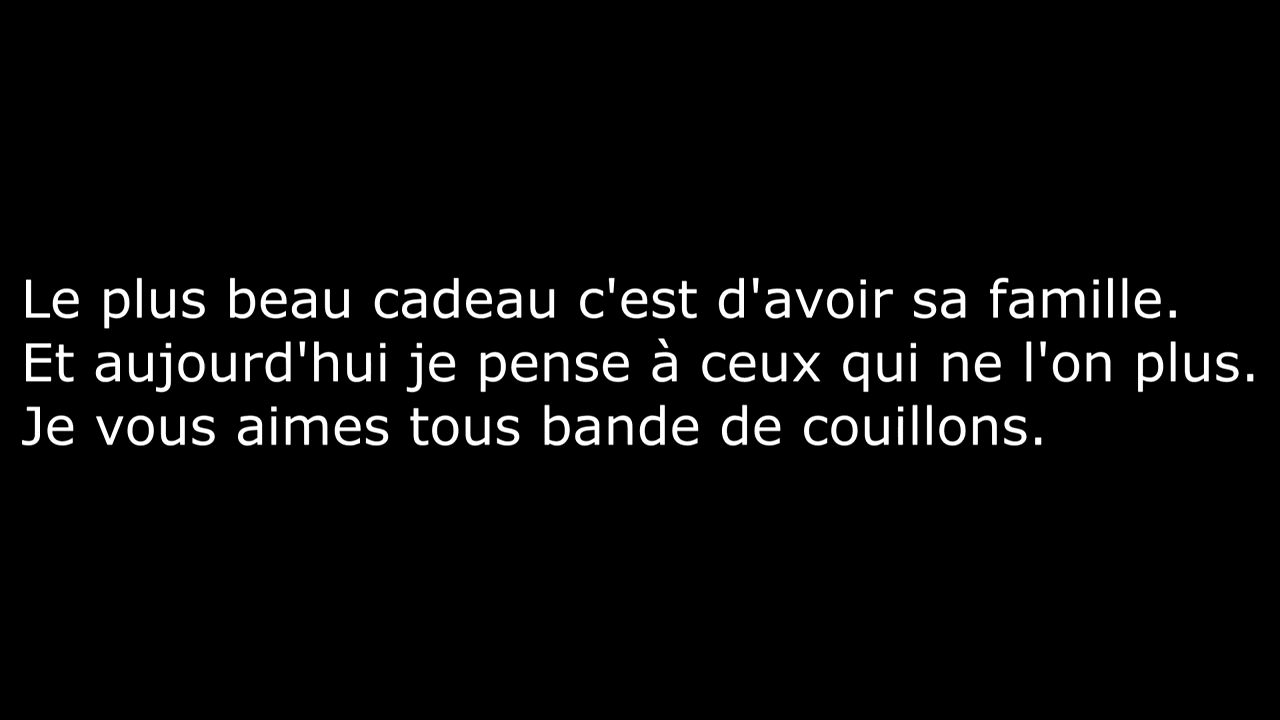 Le plus beau cadeau c'est d'avoir sa famille.
Et aujourd'hui je pense à ceux qui ne l'on plus.
Je vous aimes tous bande de couillons.